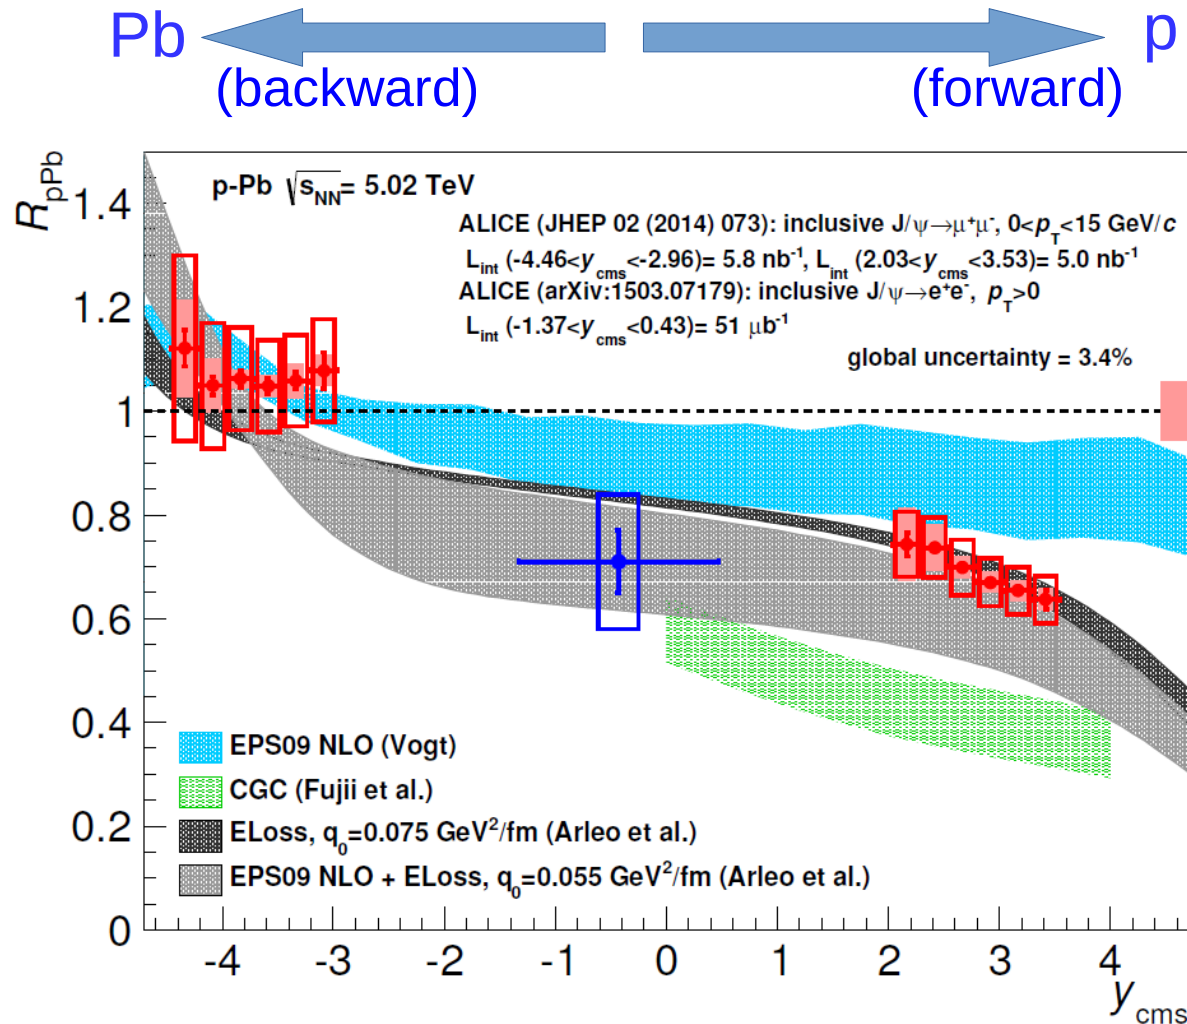 Pb p
(backward) (forward)
p-Pb √s_NN= 5.02 TeV
ALICE (JHEP 02 (2014) 073): inclusive J/ψ→μ⁺μ⁻, 0<p_T<15 GeV/c
L_int (-4.46<y_cms<-2.96)= 5.8 nb⁻¹, L_int (2.03<y_cms<3.53)= 5.0 nb⁻¹
ALICE (arXiv:1503.07179): inclusive J/ψ→e⁺e⁻, p_T>0
L_int (-1.37<y_cms<0.43)= 51 μb⁻¹
global uncertainty = 3.4%
R_pPb
1.4
1.2
1
0.8
0.6
0.4
0.2
0
EPS09 NLO (Vogt)
CGC (Fujii et al.)
ELoss, q₀=0.075 GeV²/fm (Arleo et al.)
EPS09 NLO + ELoss, q₀=0.055 GeV²/fm (Arleo et al.)
-4 -3 -2 -1 0 1 2 3 4
y_cms